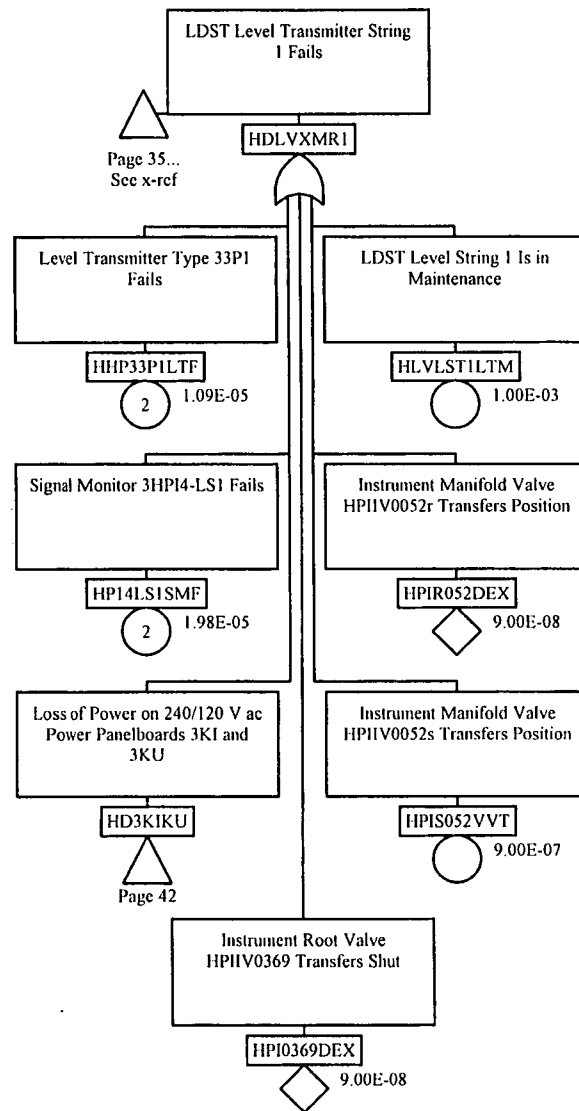 LDST Level Transmitter String
1 Fails
HDLVXMR1
Page 35...
See x-ref
Level Transmitter Type 33P1
Fails
HHP33P1LTF
2
1.09E-05
LDST Level String 1 Is in
Maintenance
HLVLST1LTM
1.00E-03
Signal Monitor 3HPI4-LS1 Fails
HP14LS1SMF
2
1.98E-05
Instrument Manifold Valve
HPIIV0052r Transfers Position
HPIR052DEX
9.00E-08
Loss of Power on 240/120 V ac
Power Panelboards 3KI and
3KU
HD3KIKU
Page 42
Instrument Manifold Valve
HPIIV0052s Transfers Position
HPIS052VVT
9.00E-07
Instrument Root Valve
HPIIV0369 Transfers Shut
HPI0369DEX
9.00E-08